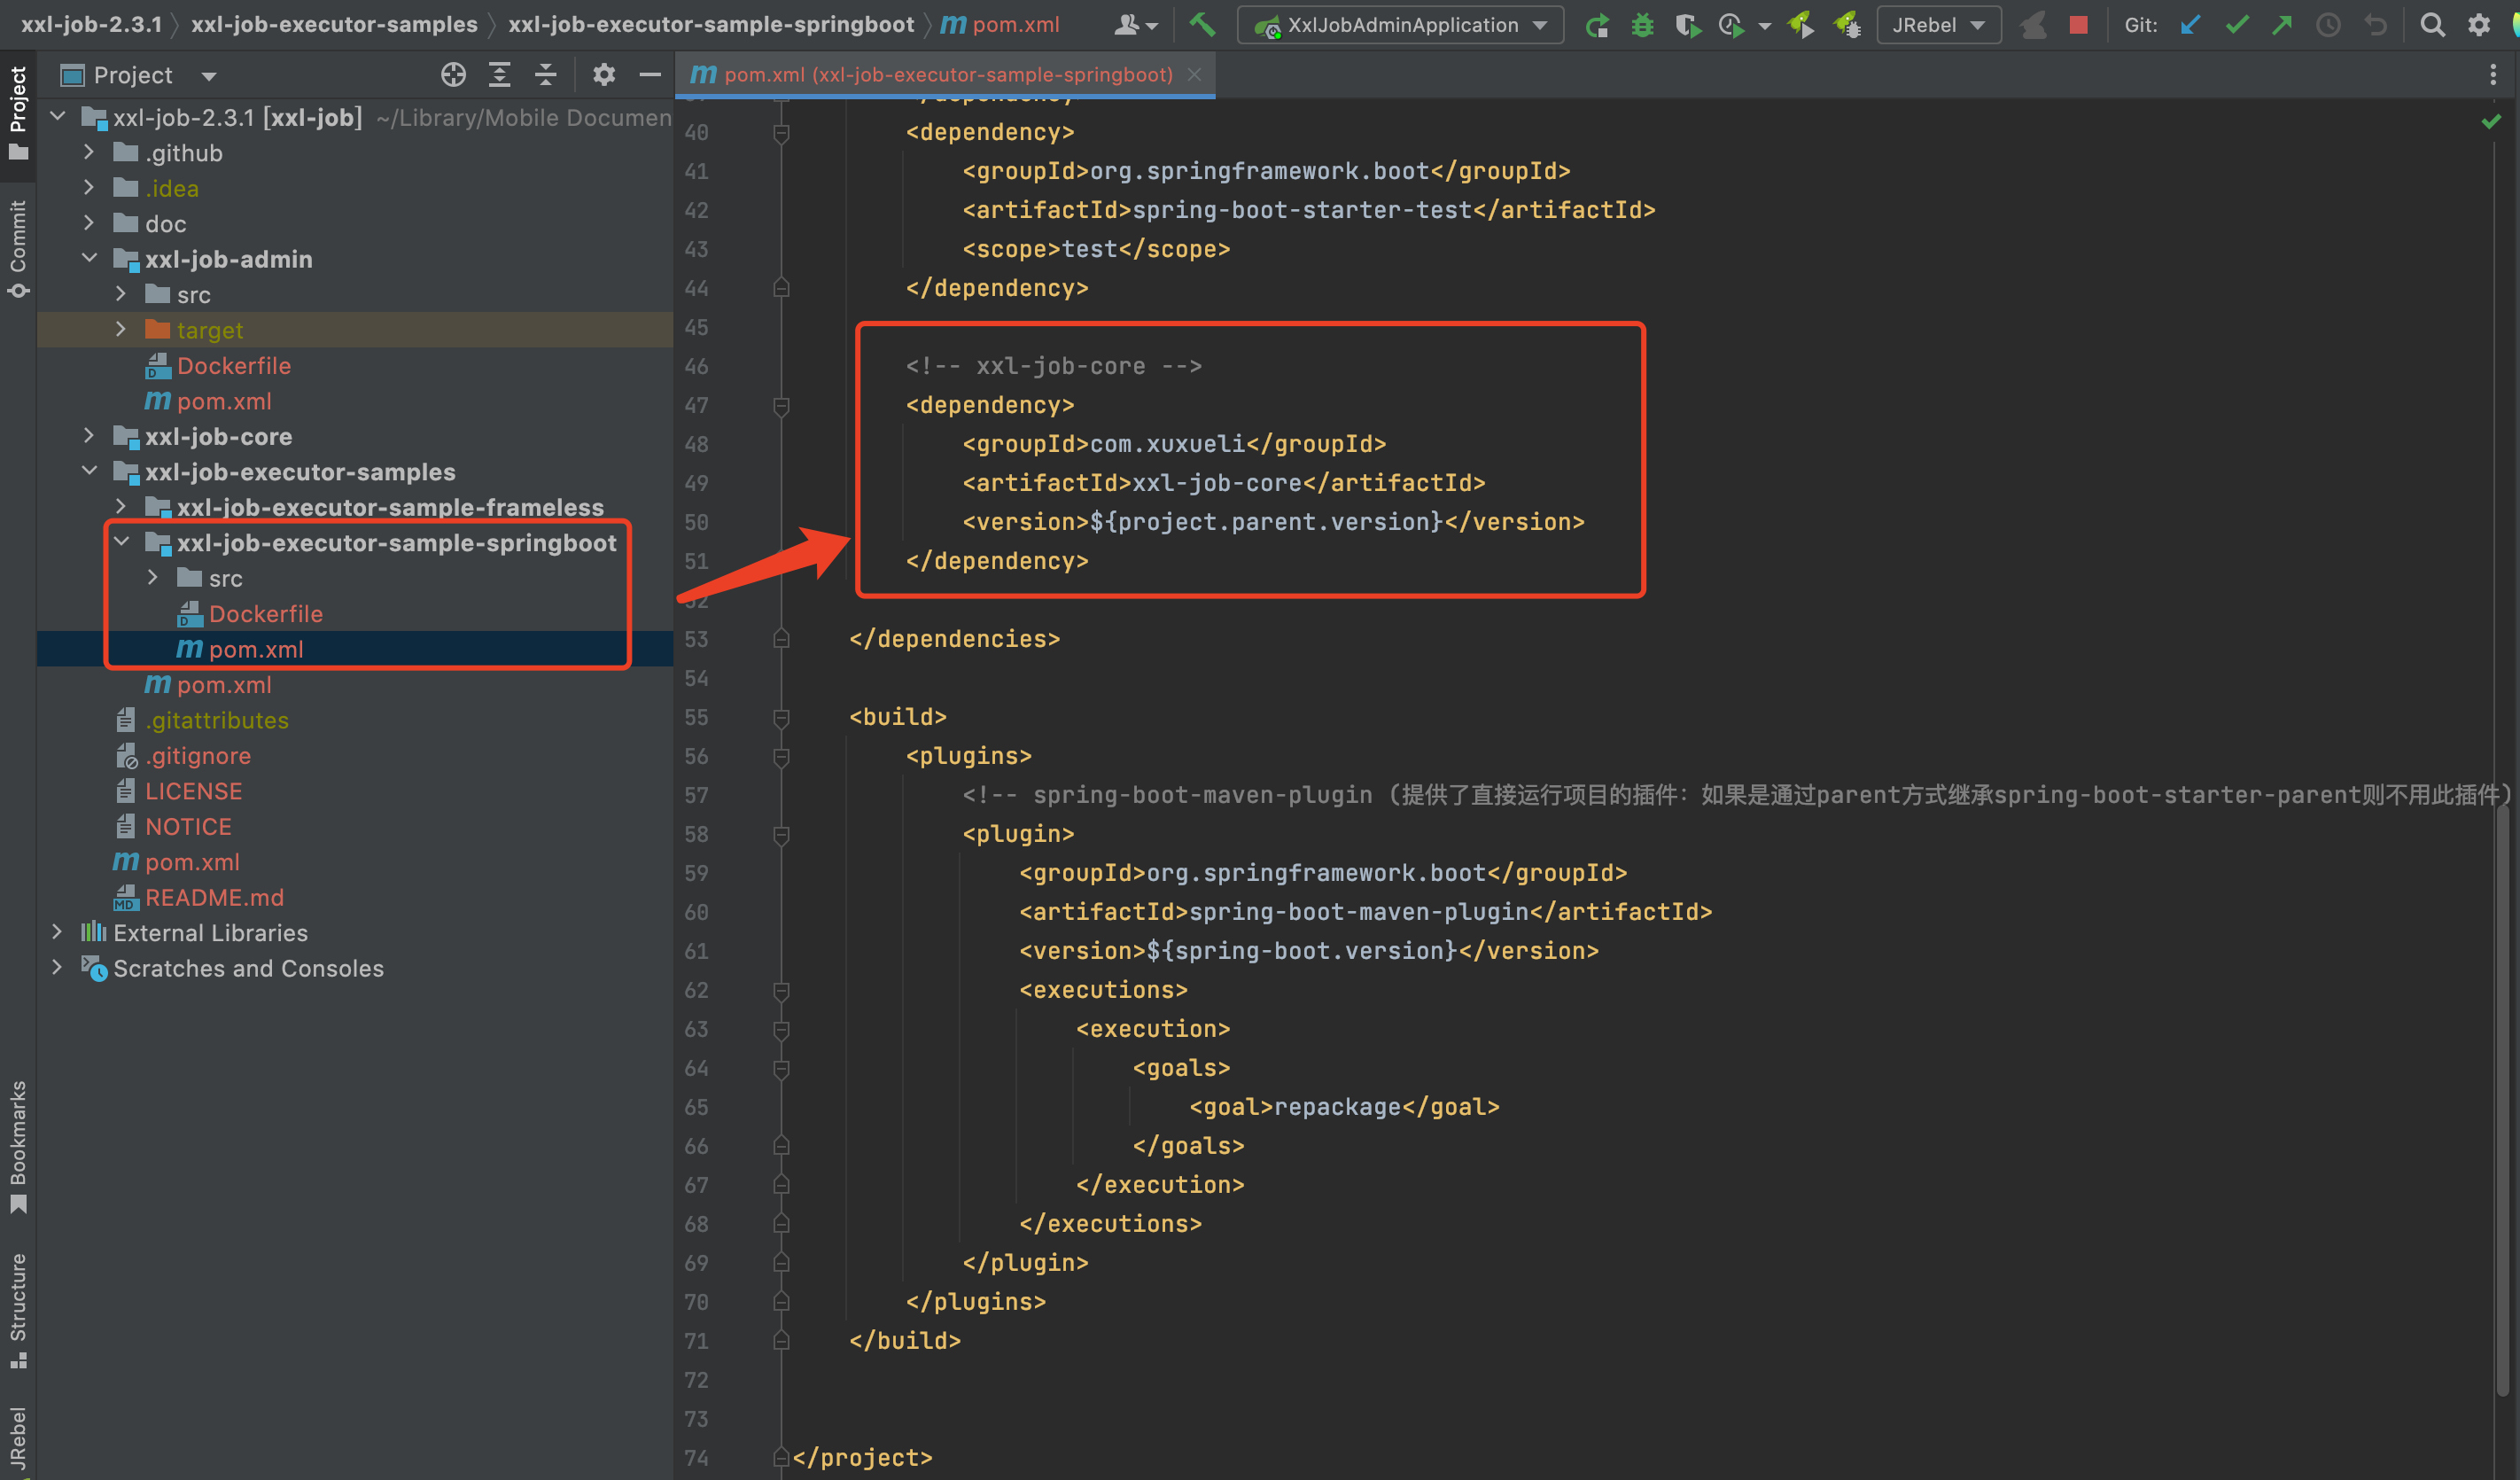 xxl-job-2.3.1 xxl-job-executor-samples xxl-job-executor-sample-springboot pom.xml XxlJobAdminApplication JRebel Git:
Project
pom.xml (xxl-job-executor-sample-springboot)
Project
Commit
Bookmarks
Structure
JRebel
xxl-job-2.3.1 [xxl-job] ~/Library/Mobile Documen
.github
.idea
doc
xxl-job-admin
src
target
Dockerfile
pom.xml
xxl-job-core
xxl-job-executor-samples
xxl-job-executor-sample-frameless
xxl-job-executor-sample-springboot
src
Dockerfile
pom.xml
pom.xml
.gitattributes
.gitignore
LICENSE
NOTICE
pom.xml
README.md
External Libraries
Scratches and Consoles
40 <dependency>
41 <groupId>org.springframework.boot</groupId>
42 <artifactId>spring-boot-starter-test</artifactId>
43 <scope>test</scope>
44 </dependency>
45
46 <!-- xxl-job-core -->
47 <dependency>
48 <groupId>com.xuxueli</groupId>
49 <artifactId>xxl-job-core</artifactId>
50 <version>${project.parent.version}</version>
51 </dependency>
52
53 </dependencies>
54
55 <build>
56 <plugins>
57 <!-- spring-boot-maven-plugin (提供了直接运行项目的插件：如果是通过parent方式继承spring-boot-starter-parent则不用此插件)
58 <plugin>
59 <groupId>org.springframework.boot</groupId>
60 <artifactId>spring-boot-maven-plugin</artifactId>
61 <version>${spring-boot.version}</version>
62 <executions>
63 <execution>
64 <goals>
65 <goal>repackage</goal>
66 </goals>
67 </execution>
68 </executions>
69 </plugin>
70 </plugins>
71 </build>
72
73
74 </project>